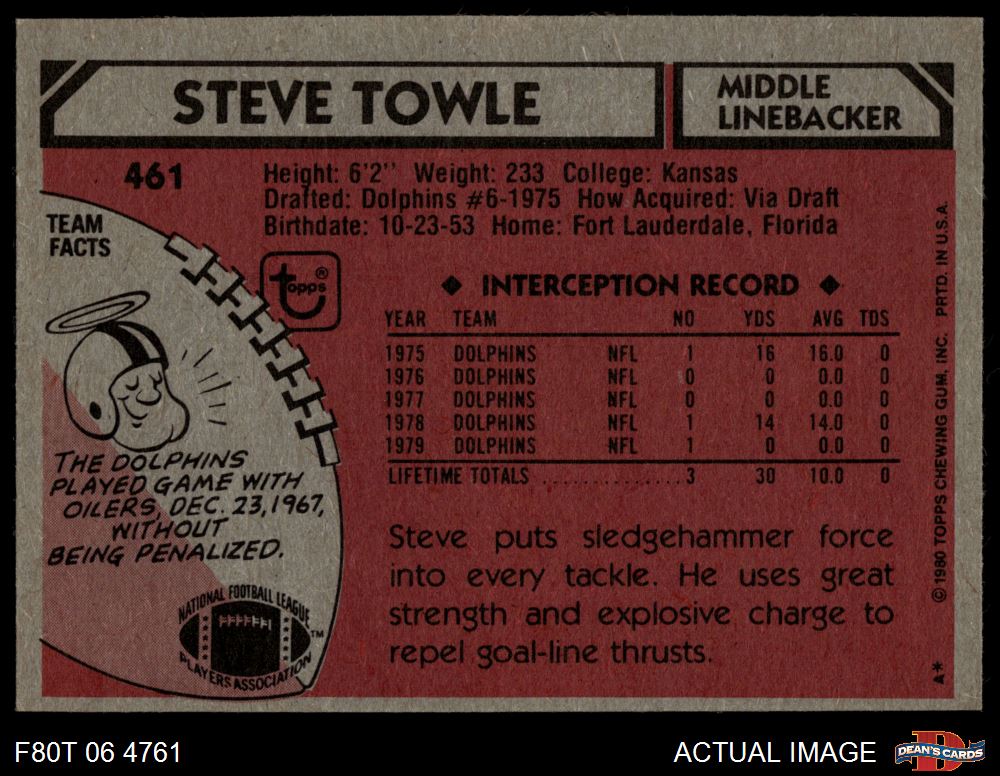 STEVE TOWLE
MIDDLE
LINEBACKER
461
Height: 6'2'' Weight: 233 College: Kansas
Drafted: Dolphins #6-1975 How Acquired: Via Draft
Birthdate: 10-23-53 Home: Fort Lauderdale, Florida
TEAM
FACTS
topps®
◆ INTERCEPTION RECORD ◆
YEAR TEAM NO YDS AVG TDS
1975 DOLPHINS NFL 1 16 16.0 0
1976 DOLPHINS NFL 0 0 0.0 0
1977 DOLPHINS NFL 0 0 0.0 0
1978 DOLPHINS NFL 1 14 14.0 0
1979 DOLPHINS NFL 1 0 0.0 0
LIFETIME TOTALS .............. 3 30 10.0 0
THE DOLPHINS
PLAYED GAME WITH
OILERS, DEC. 23, 1967,
WITHOUT
BEING PENALIZED.
Steve puts sledgehammer force
into every tackle. He uses great
strength and explosive charge to
repel goal-line thrusts.
NATIONAL FOOTBALL LEAGUE
PLAYERS ASSOCIATION
TM
©1980 TOPPS CHEWING GUM, INC. PRTD. IN U.S.A.
A*
F80T 06 4761
ACTUAL IMAGE
D
DEAN'S CARDS